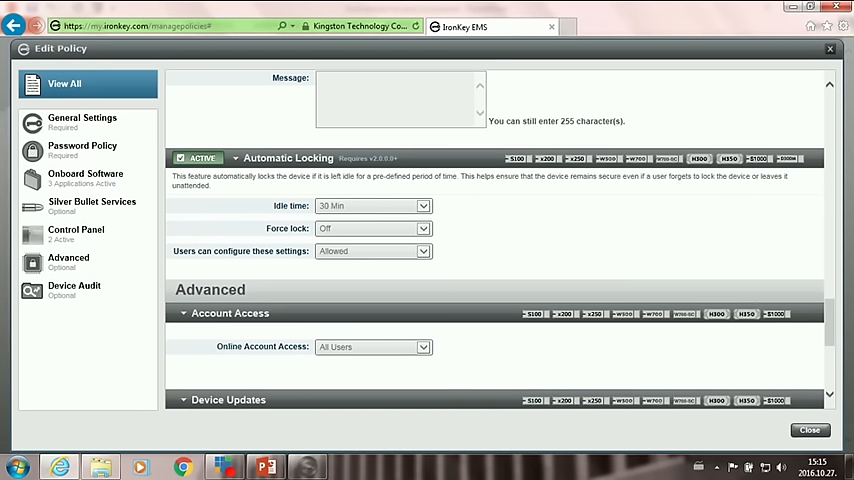 https://my.ironkey.com/managepolicies#
Kingston Technology Co...
IronKey EMS
Edit Policy
View All
General Settings
Required
Password Policy
Required
Onboard Software
3 Applications Active
Silver Bullet Services
Optional
Control Panel
2 Active
Advanced
Optional
Device Audit
Optional
Message:
You can still enter 255 character(s).
ACTIVE Automatic Locking Requires v2.0.0.0+ S100 x200 x250 W500 W700 W700-SC H300 H350 S1000
This feature automatically locks the device if it is left idle for a pre-defined period of time. This helps ensure that the device remains secure even if a user forgets to lock the device or leaves it
unattended.
Idle time: 30 Min
Force lock: Off
Users can configure these settings: Allowed
Advanced
Account Access S100 x200 x250 W500 W700 W700-SC H300 H350 S1000
Online Account Access: All Users
Device Updates S100 x200 x250 W500 W700 W700-SC H300 H350 S1000
Close
15:15
2016.10.27.